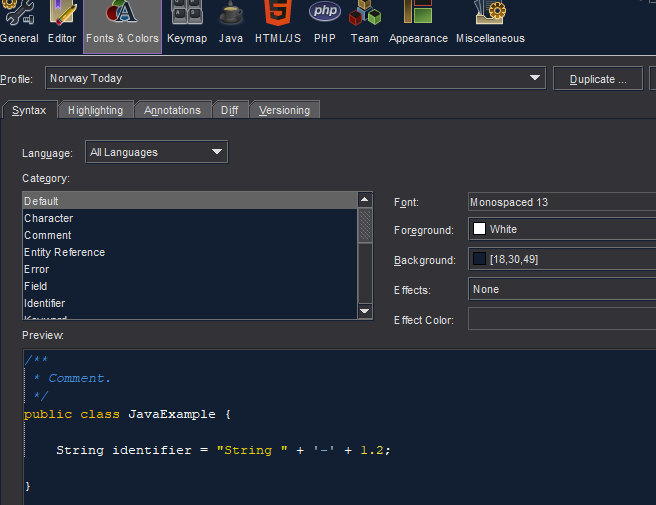 General Editor Fonts & Colors Keymap Java HTML/JS PHP Team Appearance Miscellaneous
php
Profile: Norway Today Duplicate ...
Syntax Highlighting Annotations Diff Versioning
Language: All Languages
Category:
Default
Character
Comment
Entity Reference
Error
Field
Identifier
Keyword
Font: Monospaced 13
Foreground: White
Background: [18,30,49]
Effects: None
Effect Color:
Preview:
/**
 * Comment.
 */
public class JavaExample {
    String identifier = "String " + '-' + 1.2;
}